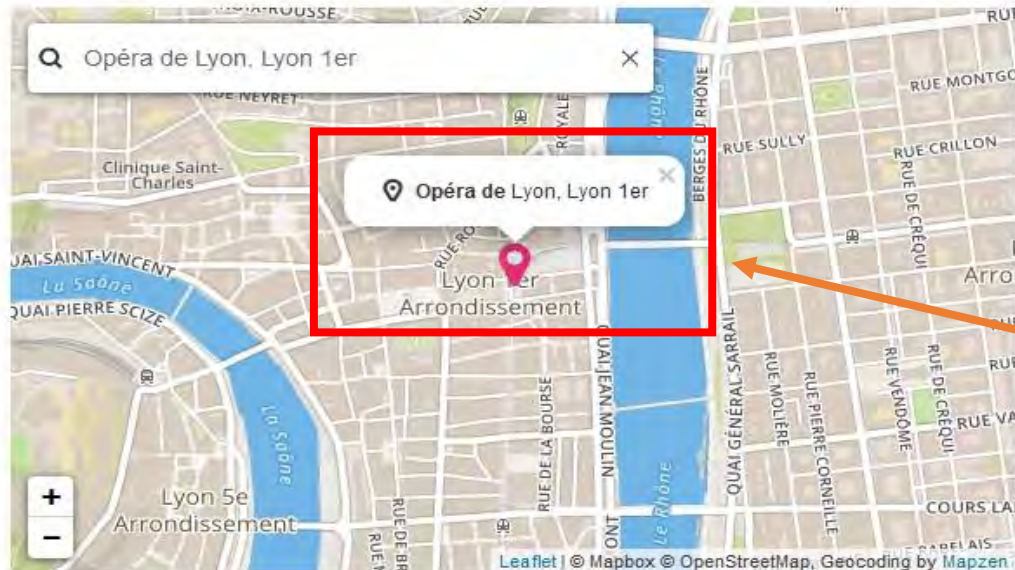 RUE
Opéra de Lyon, Lyon 1er
RUE NEYRET
ROYALE
BERGES DU RHÔNE
RUE SULLY
RUE CRILLON
Clinique Saint-
Charles
Opéra de Lyon, Lyon 1er
RUE DE CRÉQUI
QUAI SAINT-VINCENT
La Saône
QUAI PIERRE SCIZE
Lyon 1er
Arrondissement
QUAI JEAN MOULIN
QUAI GÉNÉRAL SARRAIL
RUE MOLIÈRE
RUE PIERRE CORNEILLE
RUE VENDÔME
RUE DE CRÉQUI
RUE DE LA BOURSE
La Saône
Le Rhône
+
−
Lyon 5e
Arrondissement
Leaflet | © Mapbox © OpenStreetMap, Geocoding by Mapzen